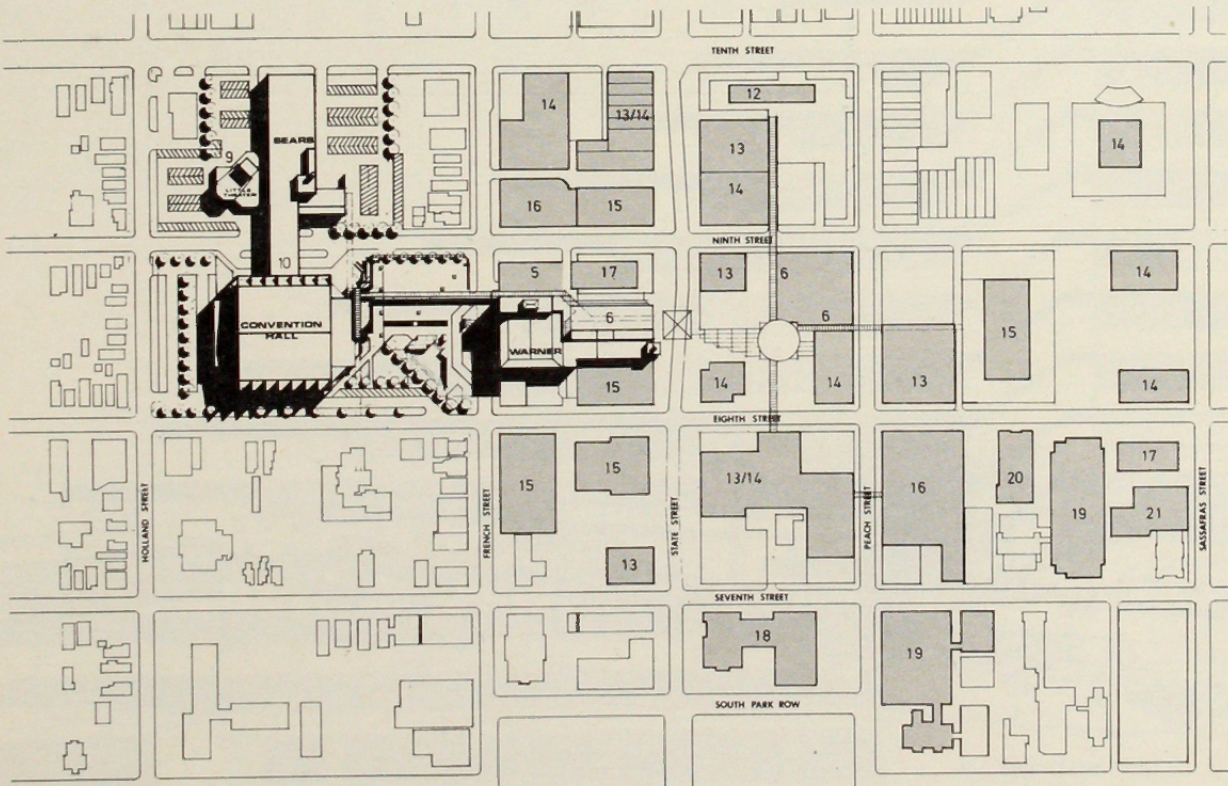 TENTH STREET
12
14
13/14
SEARS
13
14
9
LITTLE
THEATER
14
16
15
NINTH STREET
10
5
17
13
6
14
6
6
CONVENTION
HALL
15
WARNER
14
14
13
15
14
EIGHTH STREET
15
15
13/14
16
20
17
19
21
HOLLAND STREET
FRENCH STREET
STATE STREET
PEACH STREET
SASSAFRAS STREET
13
SEVENTH STREET
18
19
SOUTH PARK ROW